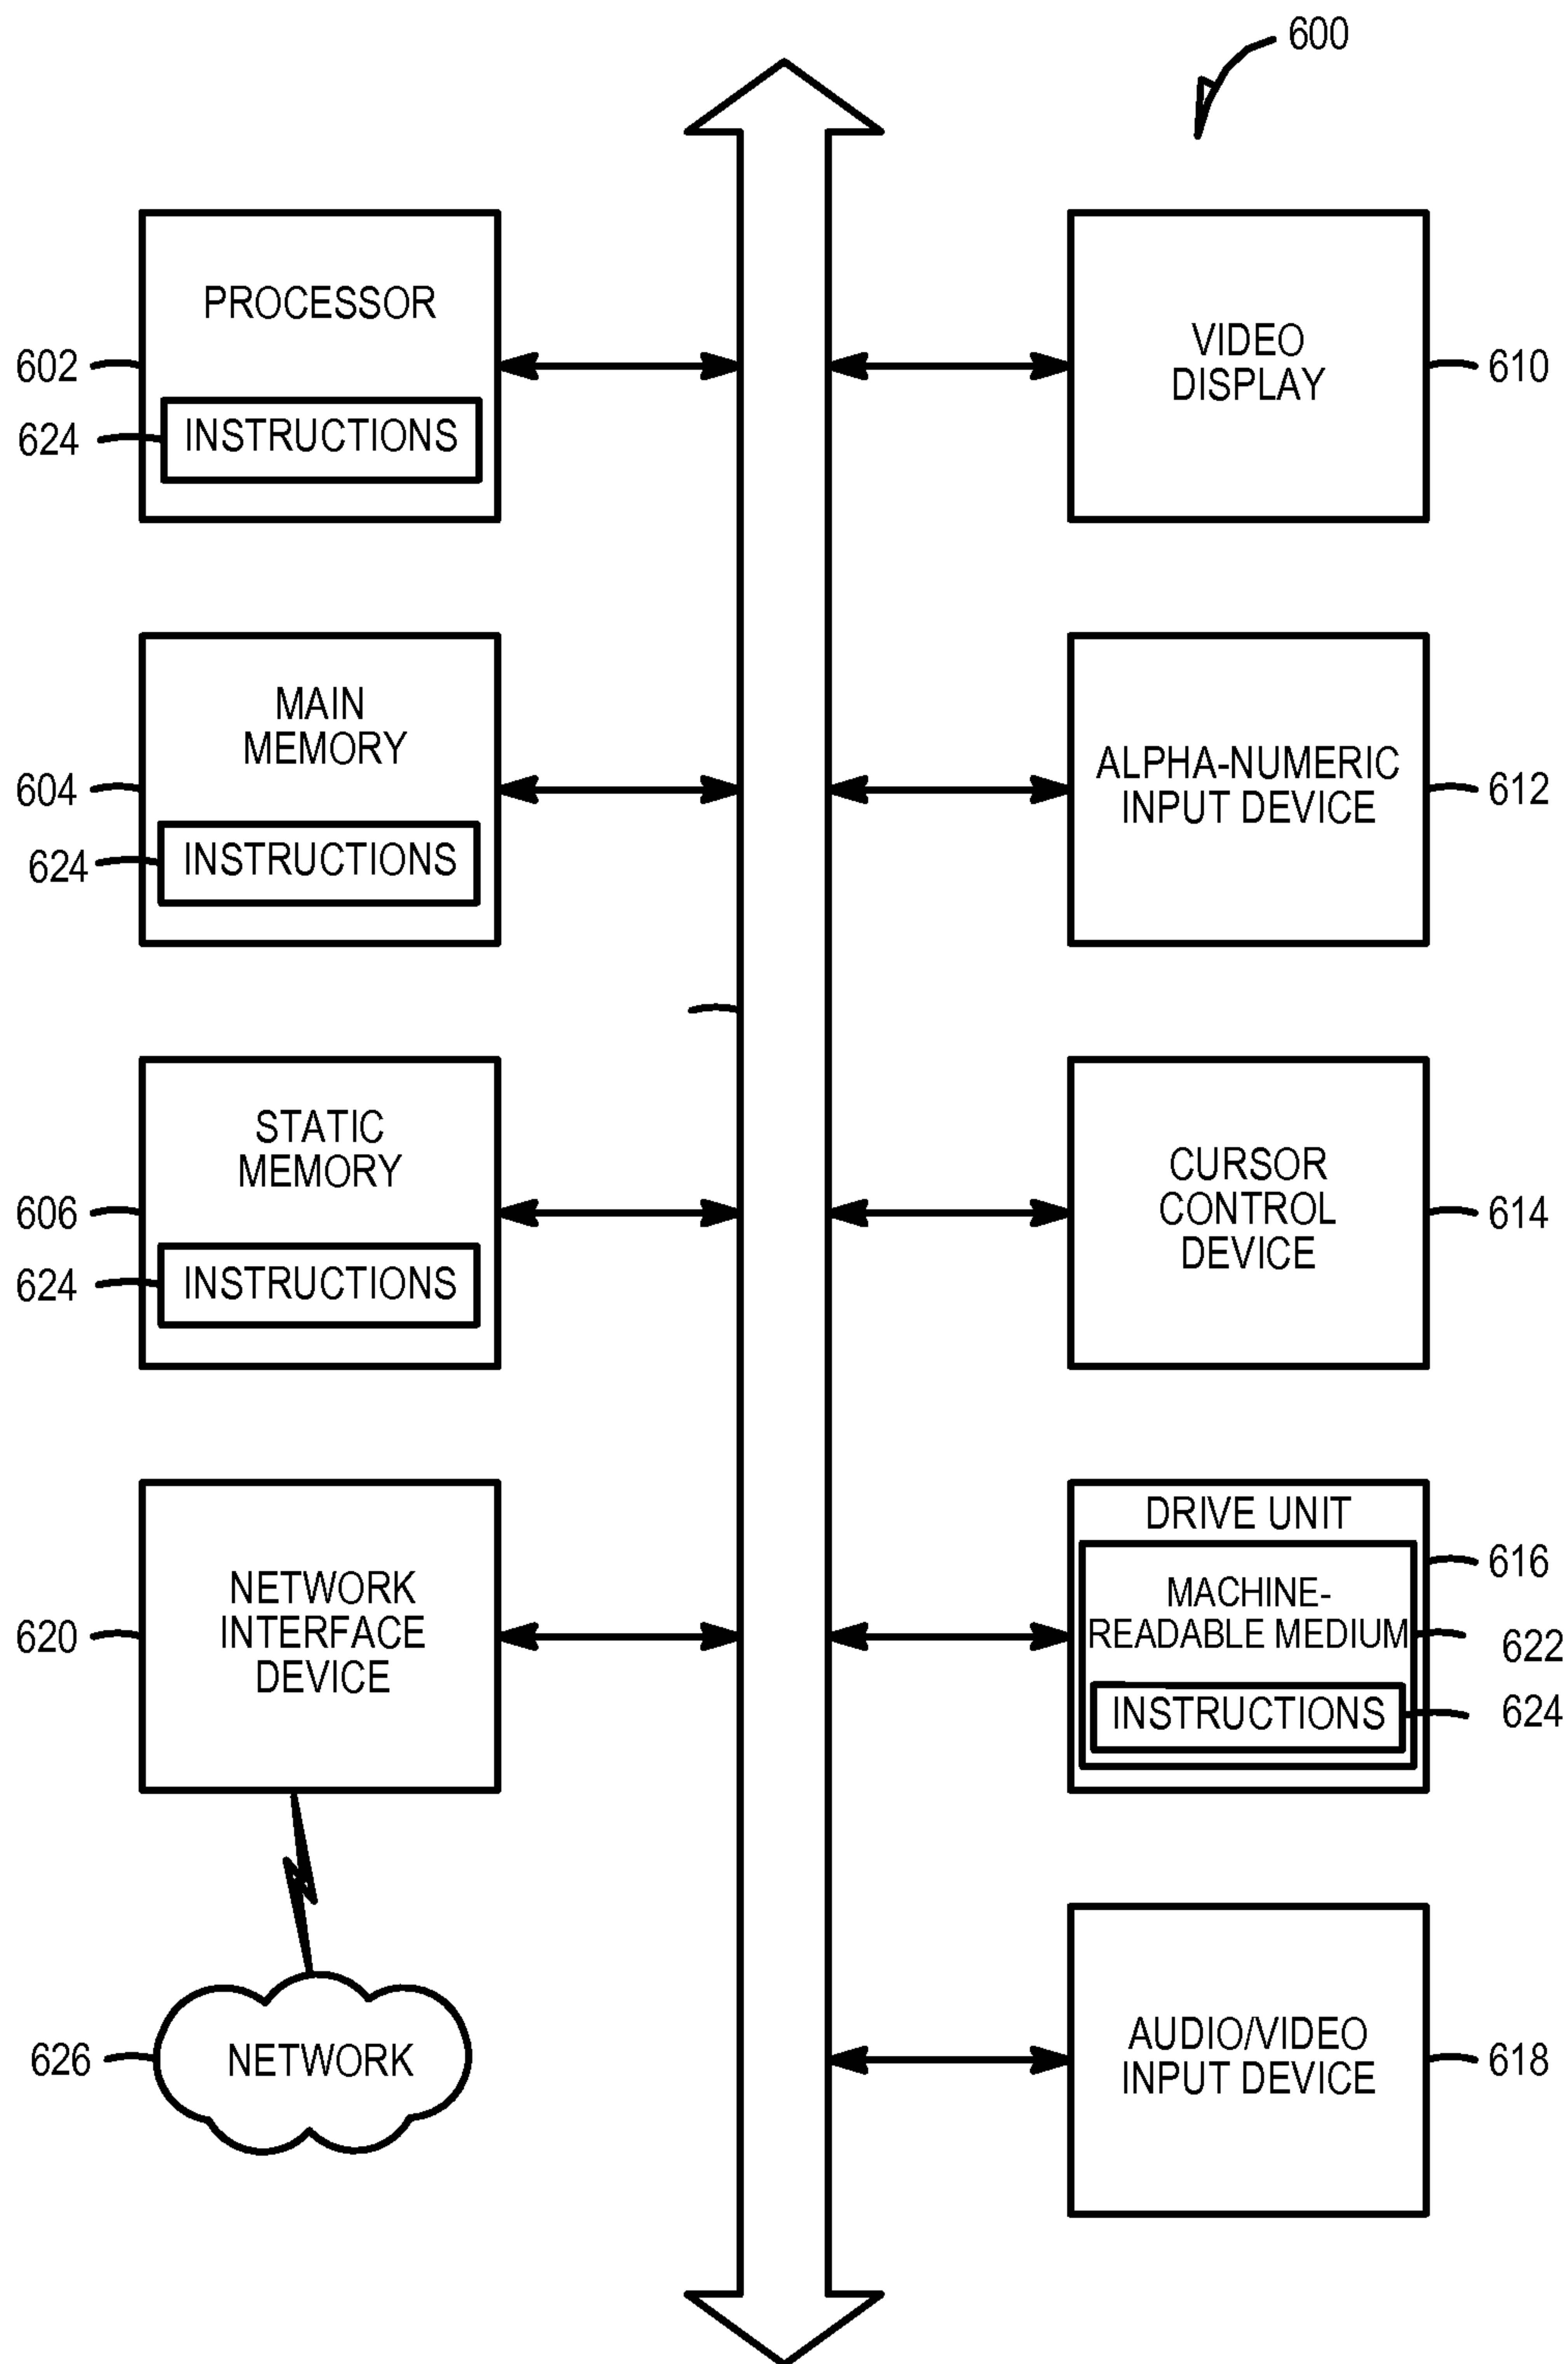 600
PROCESSOR
602
624
INSTRUCTIONS
VIDEO
DISPLAY
610
MAIN
MEMORY
604
624
INSTRUCTIONS
ALPHA-NUMERIC
INPUT DEVICE
612
STATIC
MEMORY
606
624
INSTRUCTIONS
CURSOR
CONTROL
DEVICE
614
NETWORK
INTERFACE
DEVICE
620
DRIVE UNIT
616
MACHINE-
READABLE MEDIUM
622
INSTRUCTIONS
624
626
NETWORK
AUDIO/VIDEO
INPUT DEVICE
618